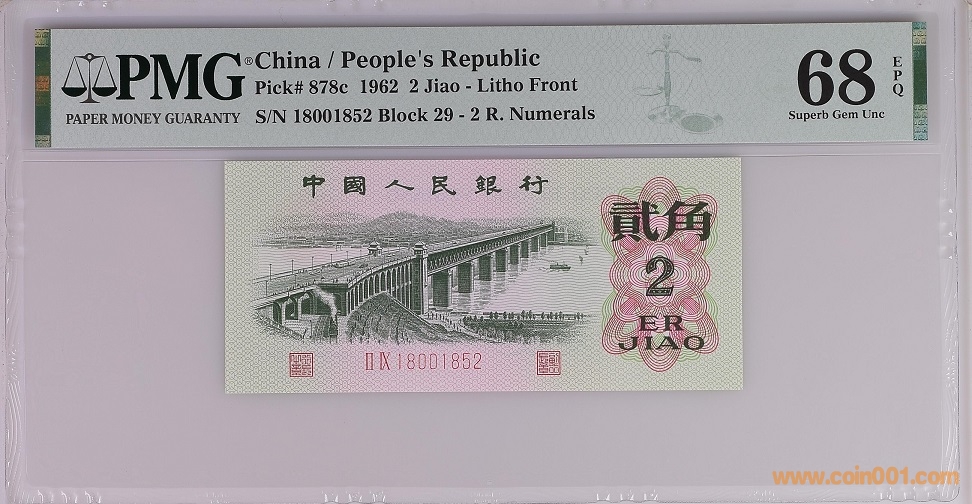 PMG®
PAPER MONEY GUARANTY
China / People's Republic
Pick# 878c 1962 2 Jiao - Litho Front
S/N 18001852 Block 29 - 2 R. Numerals
68
EPQ
Superb Gem Unc
中國人民銀行
貳角
2
ER
JIAO
II IX 18001852
www.coin001.com